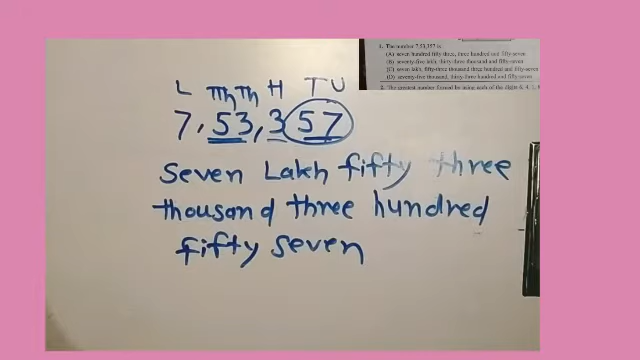 1. The number 7,53,357 is
(A) seven hundred fifty three, three hundred and fifty-seven
(B) seventy-five lakh, thirty-three thousand and fifty-seven
(C) seven lakh, fifty-three thousand three hundred and fifty-seven
(D) seventy-five thousand, thirty-three hundred and fifty-seven
2. The greatest number formed by using each of the digits 6, 4, 1,
L TTh Th H T U
7,53,357
seven Lakh fifty three
thousand three hundred
fifty seven